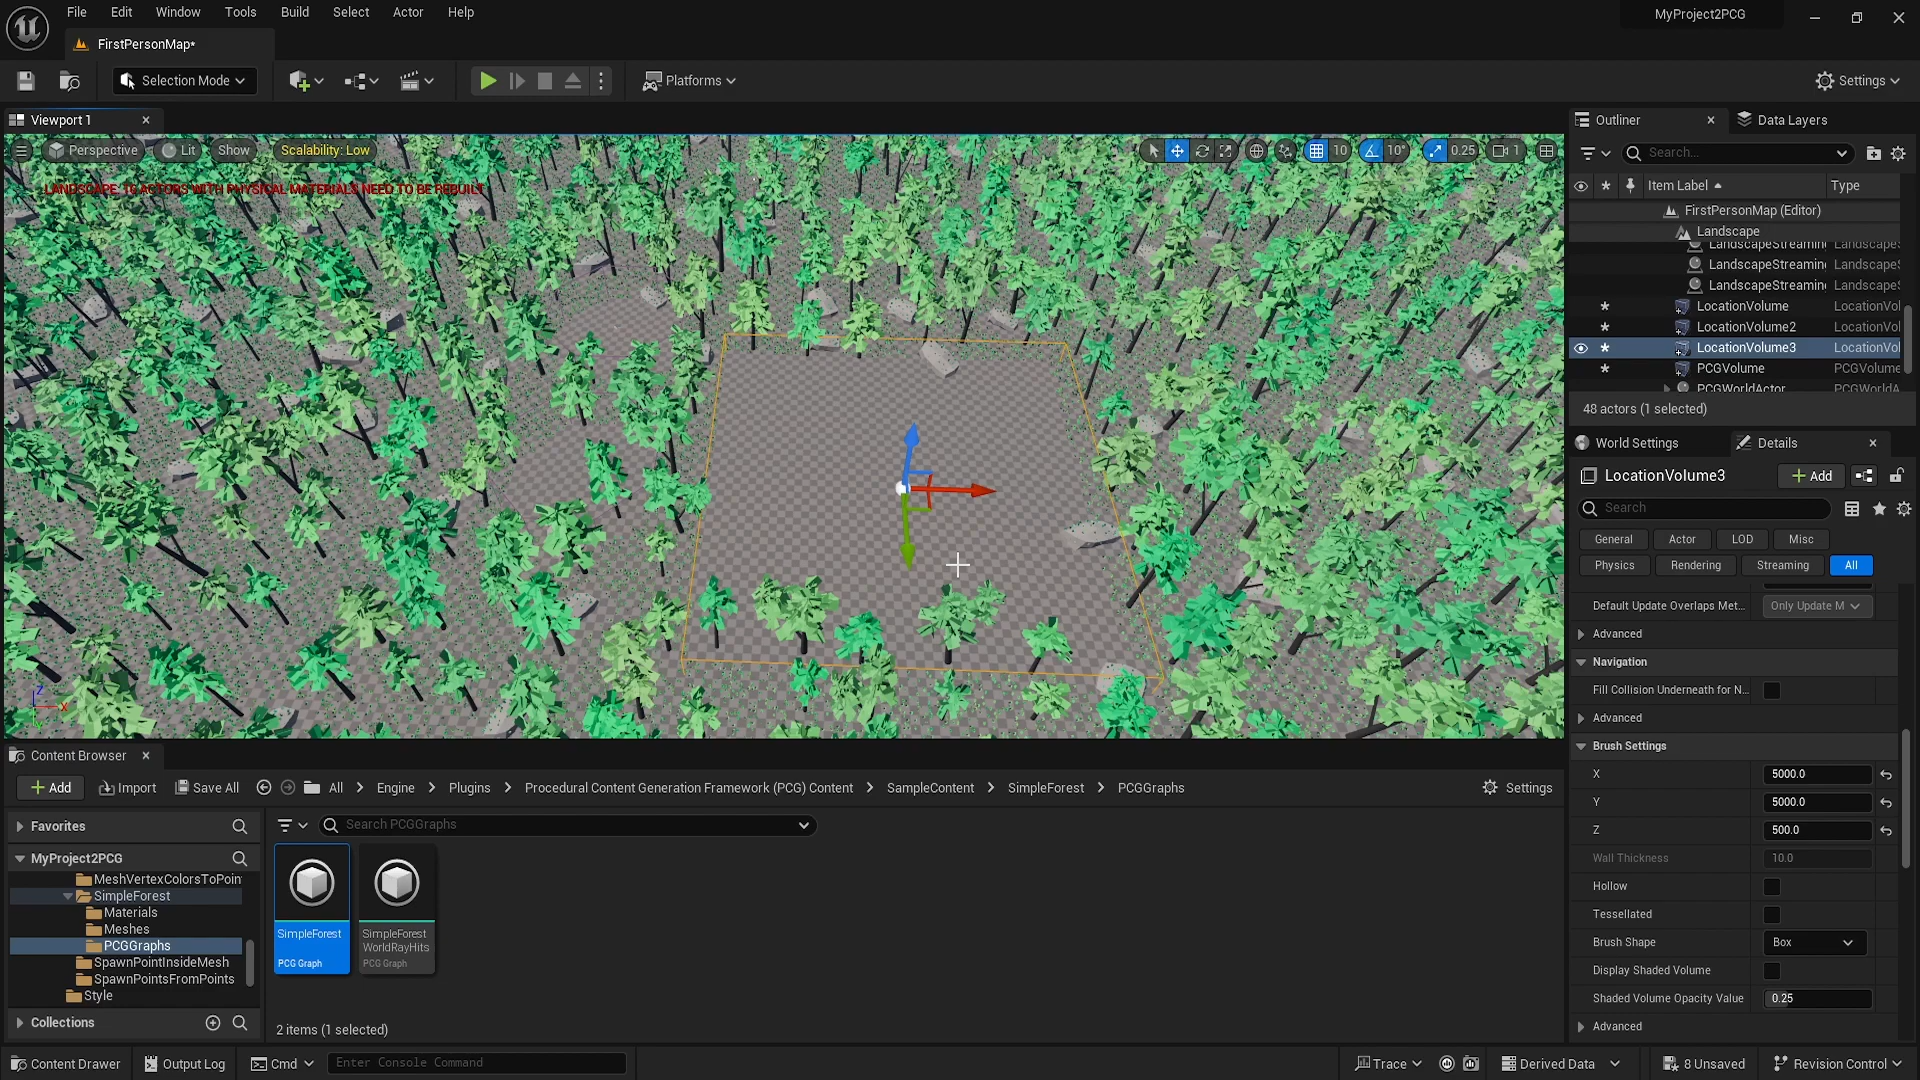 File Edit Window Tools Build Select Actor Help
MyProject2PCG
FirstPersonMap*
Selection Mode
Platforms
Settings
Viewport 1
Perspective Lit Show Scalability: Low
10 10° 0.25 1
LANDSCAPE: 16 ACTORS WITH PHYSICAL MATERIALS NEED TO BE REBUILT
Z
X
Outliner
Data Layers
Search...
Item Label Type
FirstPersonMap (Editor)
Landscape
LandscapeStreamin Landscape
LandscapeStreamin Landscape
LandscapeStreamin Landscape
LocationVolume LocationVol
LocationVolume2 LocationVol
LocationVolume3 LocationVol
PCGVolume PCGVolume
PCGWorldActor PCGWorldA
48 actors (1 selected)
World Settings
Details
LocationVolume3
Add
Search
General Actor LOD Misc
Physics Rendering Streaming All
Default Update Overlaps Met... Only Update M
Advanced
Navigation
Fill Collision Underneath for N...
Advanced
Brush Settings
X 5000.0
Y 5000.0
Z 500.0
Wall Thickness 10.0
Hollow
Tessellated
Brush Shape Box
Display Shaded Volume
Shaded Volume Opacity Value 0.25
Advanced
Content Browser
Add Import Save All All > Engine > Plugins > Procedural Content Generation Framework (PCG) Content > SampleContent > SimpleForest > PCGGraphs
Settings
Favorites
MyProject2PCG
MeshVertexColorsToPoin
SimpleForest
Materials
Meshes
PCGGraphs
SpawnPointInsideMesh
SpawnPointsFromPoints
Style
Collections
Search PCGGraphs
SimpleForest
PCG Graph
SimpleForest
WorldRayHits
PCG Graph
2 items (1 selected)
Content Drawer Output Log Cmd Enter Console Command
Trace Derived Data 8 Unsaved Revision Control